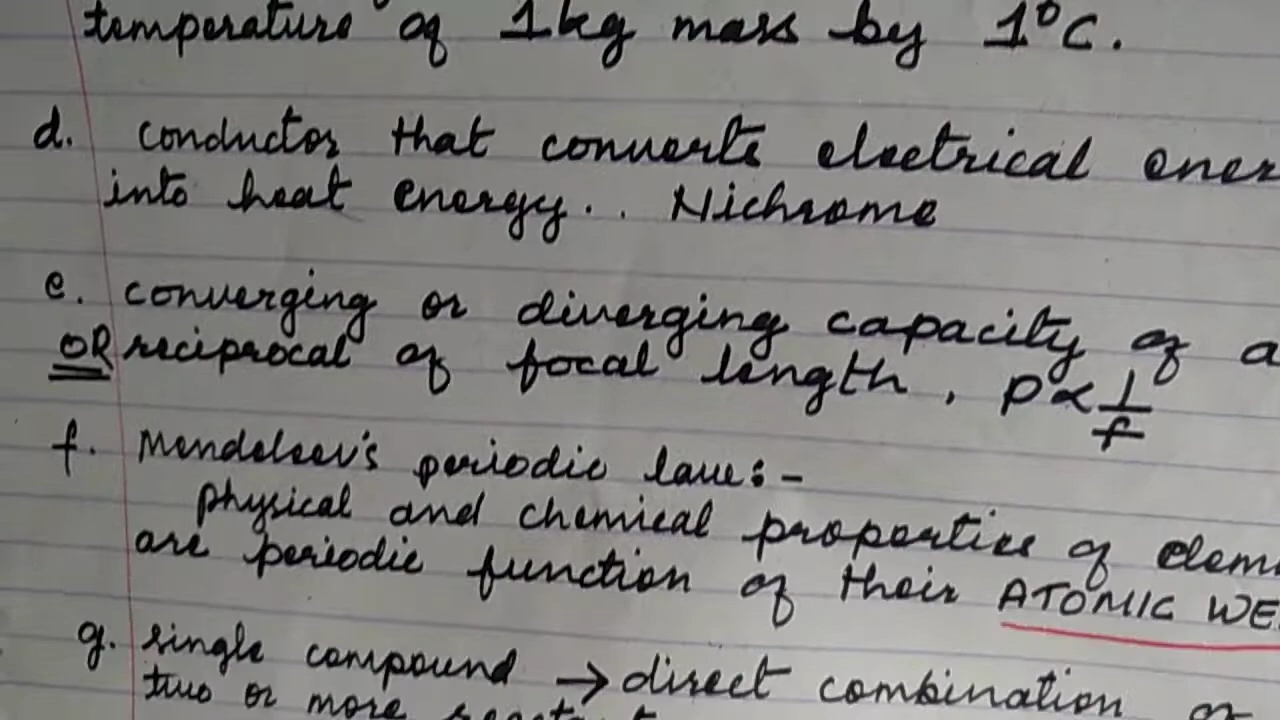 temperature of 1kg mass by 1°C.
d. conductor that converts electrical ener
into heat energy.. Nichrome
e. converging or diverging capacity of a
OR reciprocal of focal length, P∝1/f
f. Mendeleev's periodic law:-
physical and chemical properties of elem
are periodic function of their ATOMIC WE
g. single compound → direct combination of
two or more reactant